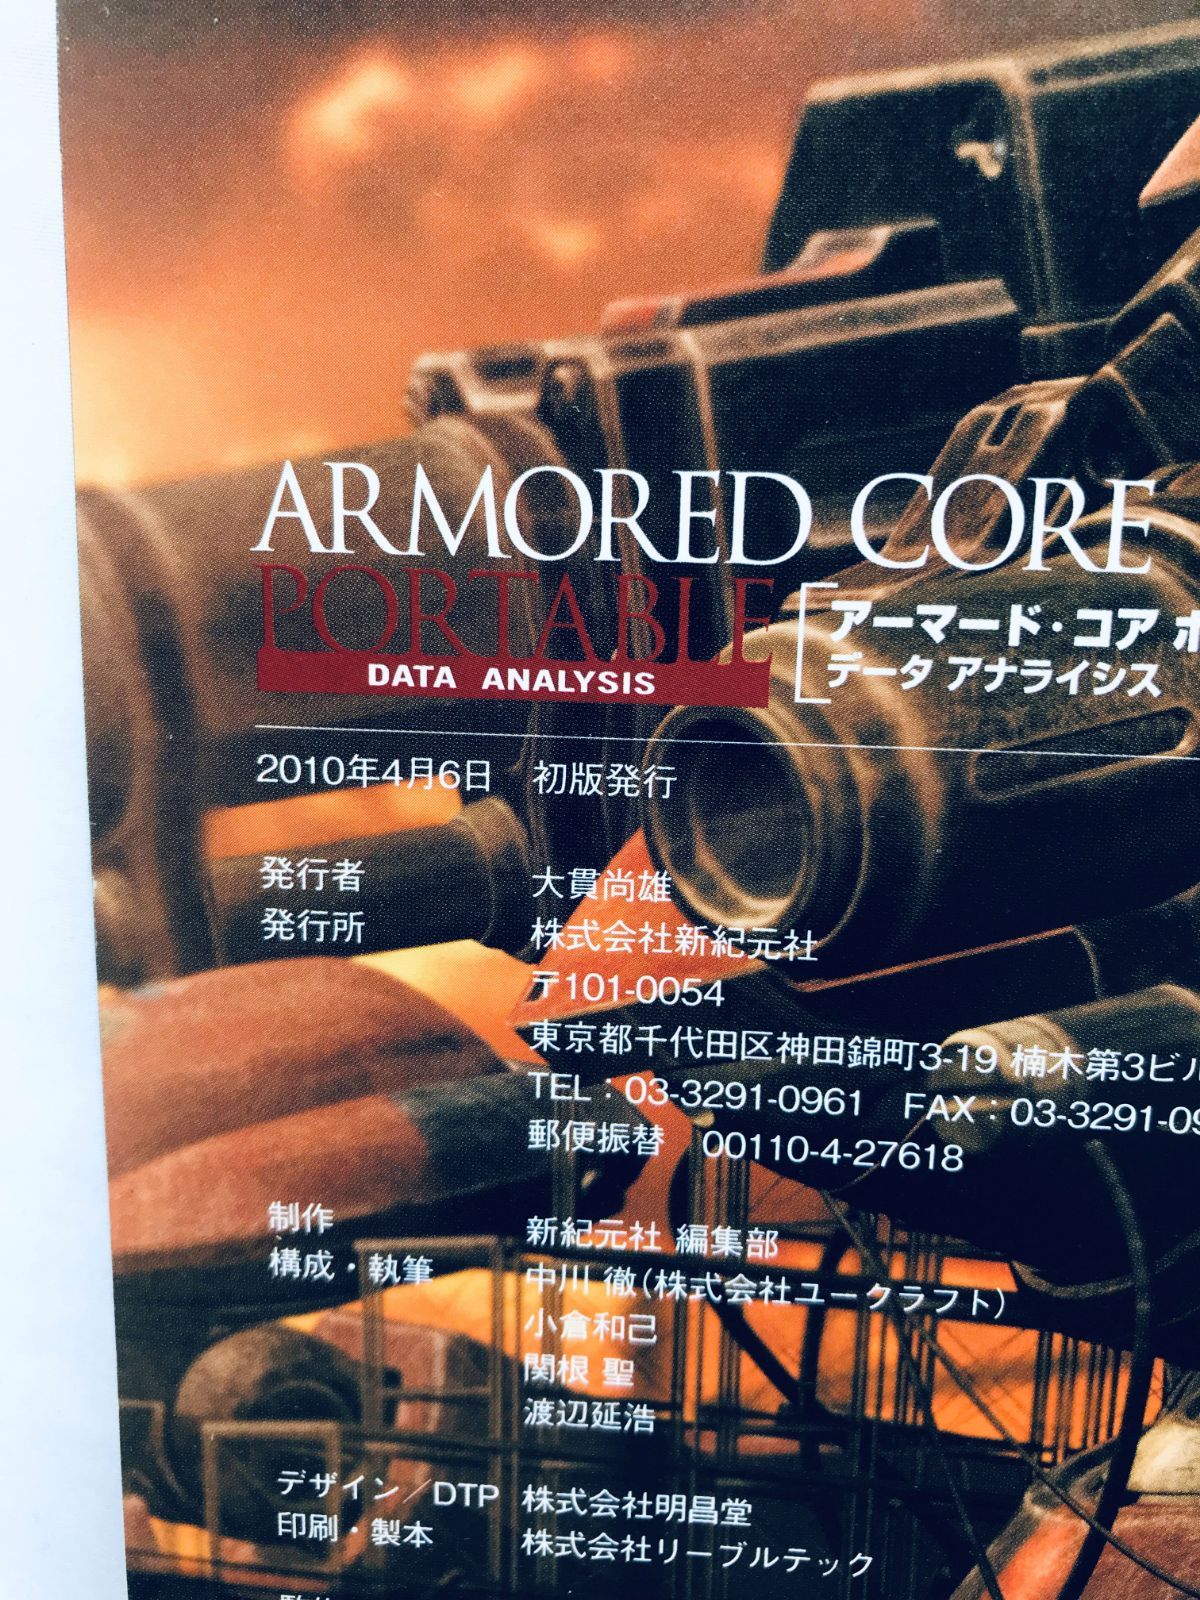 ARMORED CORE
PORTABLE
DATA ANALYSIS
アーマード・コア
データ アナライシス
2010年4月6日 初版発行
発行者 大貫尚雄
発行所 株式会社新紀元社
〒101-0054
東京都千代田区神田錦町3-19 楠木第3ビル
TEL：03-3291-0961 FAX：03-3291-09
郵便振替 00110-4-27618
制作 新紀元社 編集部
構成・執筆 中川 徹（株式会社ユークラフト）
小倉和己
関根 聖
渡辺延浩
デザイン／DTP 株式会社明昌堂
印刷・製本 株式会社リーブルテック